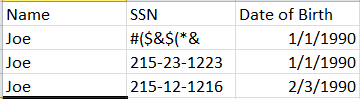 Name SSN Date of Birth
Joe #($&$(*& 1/1/1990
Joe 215-23-1223 1/1/1990
Joe 215-12-1216 2/3/1990